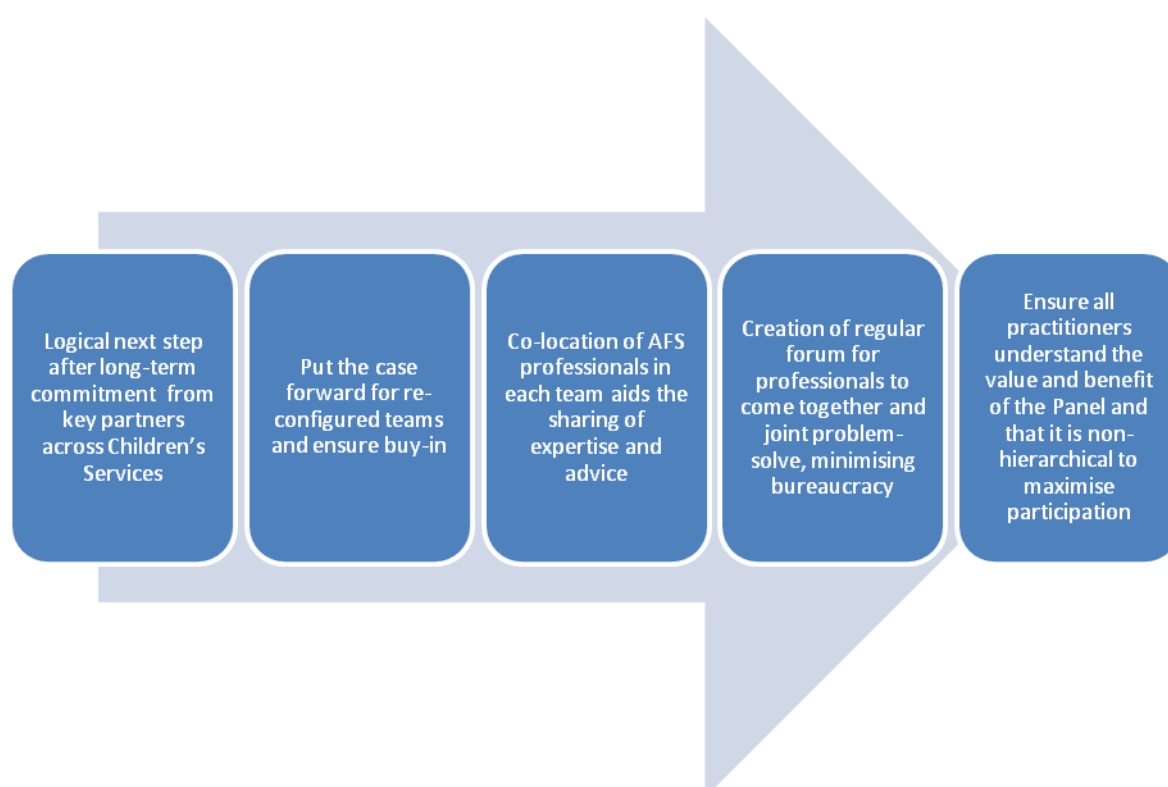 Logical next step
after long-term
commitment from
key partners
across Children's
Services
Put the case
forward for re-
configured teams
and ensure buy-in
Co-location of AFS
professionals in
each team aids the
sharing of
expertise and
advice
Creation of regular
forum for
professionals to
come together and
joint problem-
solve, minimising
bureaucracy
Ensure all
practitioners
understand the
value and benefit
of the Panel and
that it is non-
hierarchical to
maximise
participation